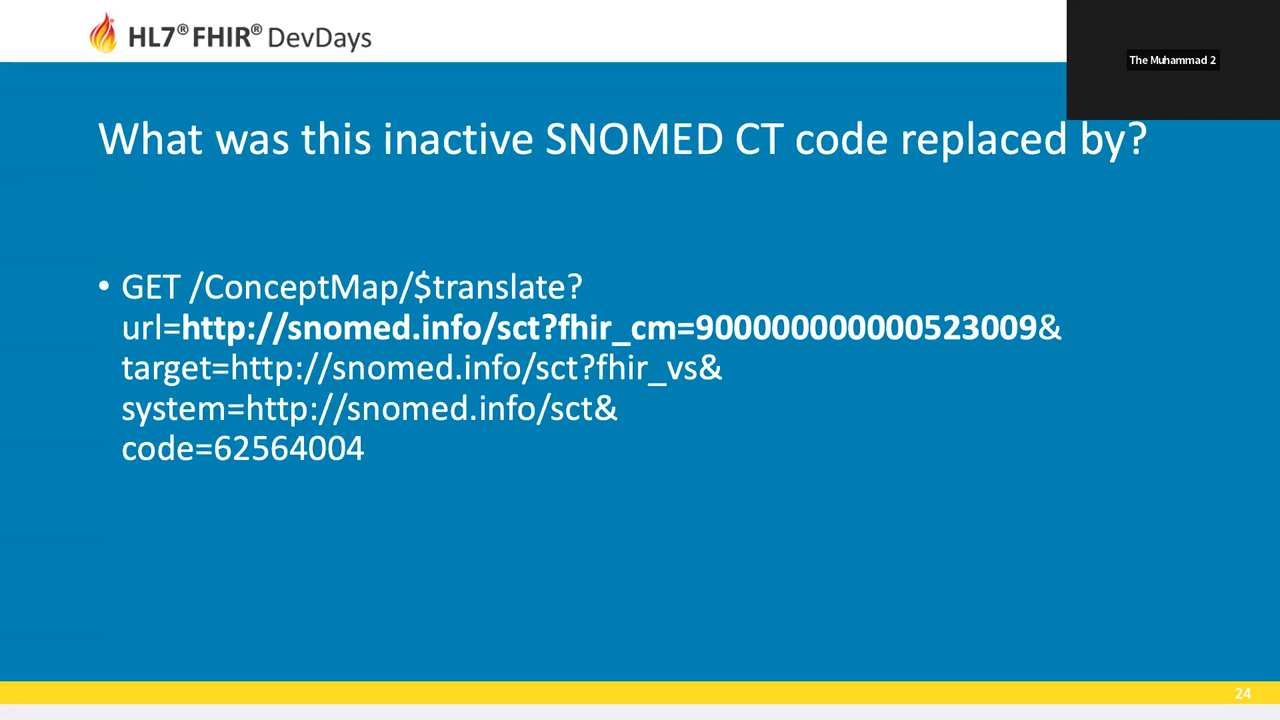 HL7® FHIR® DevDays
The Muhammad 2
What was this inactive SNOMED CT code replaced by?
• GET /ConceptMap/$translate?
url=http://snomed.info/sct?fhir_cm=900000000000523009&
target=http://snomed.info/sct?fhir_vs&
system=http://snomed.info/sct&
code=62564004
24